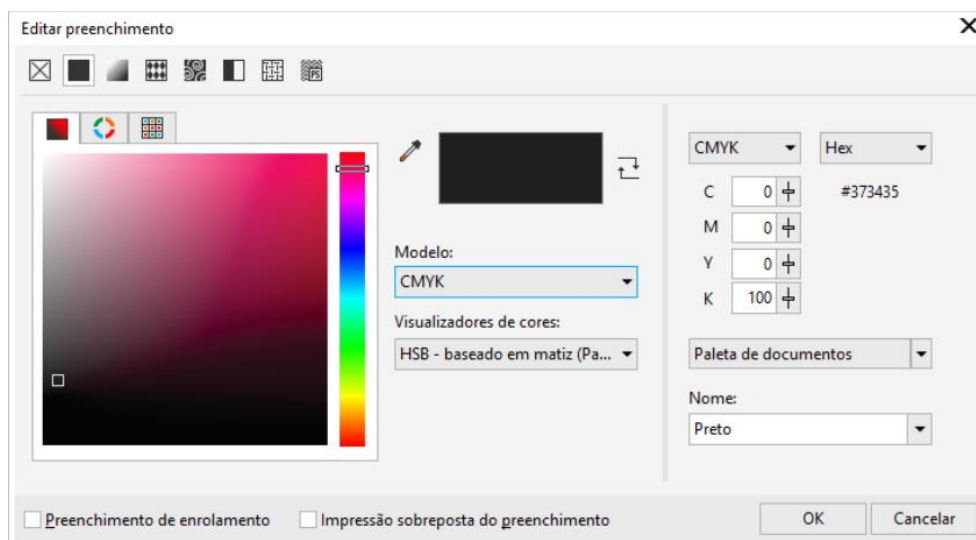 Editar preenchimento
PS
CMYK Hex
C 0 #373435
M 0
Modelo:
Y 0
CMYK
K 100
Visualizadores de cores:
HSB - baseado em matiz (Pa... Paleta de documentos
Nome:
Preto
Preenchimento de enrolamento Impressão sobreposta do preenchimento OK Cancelar